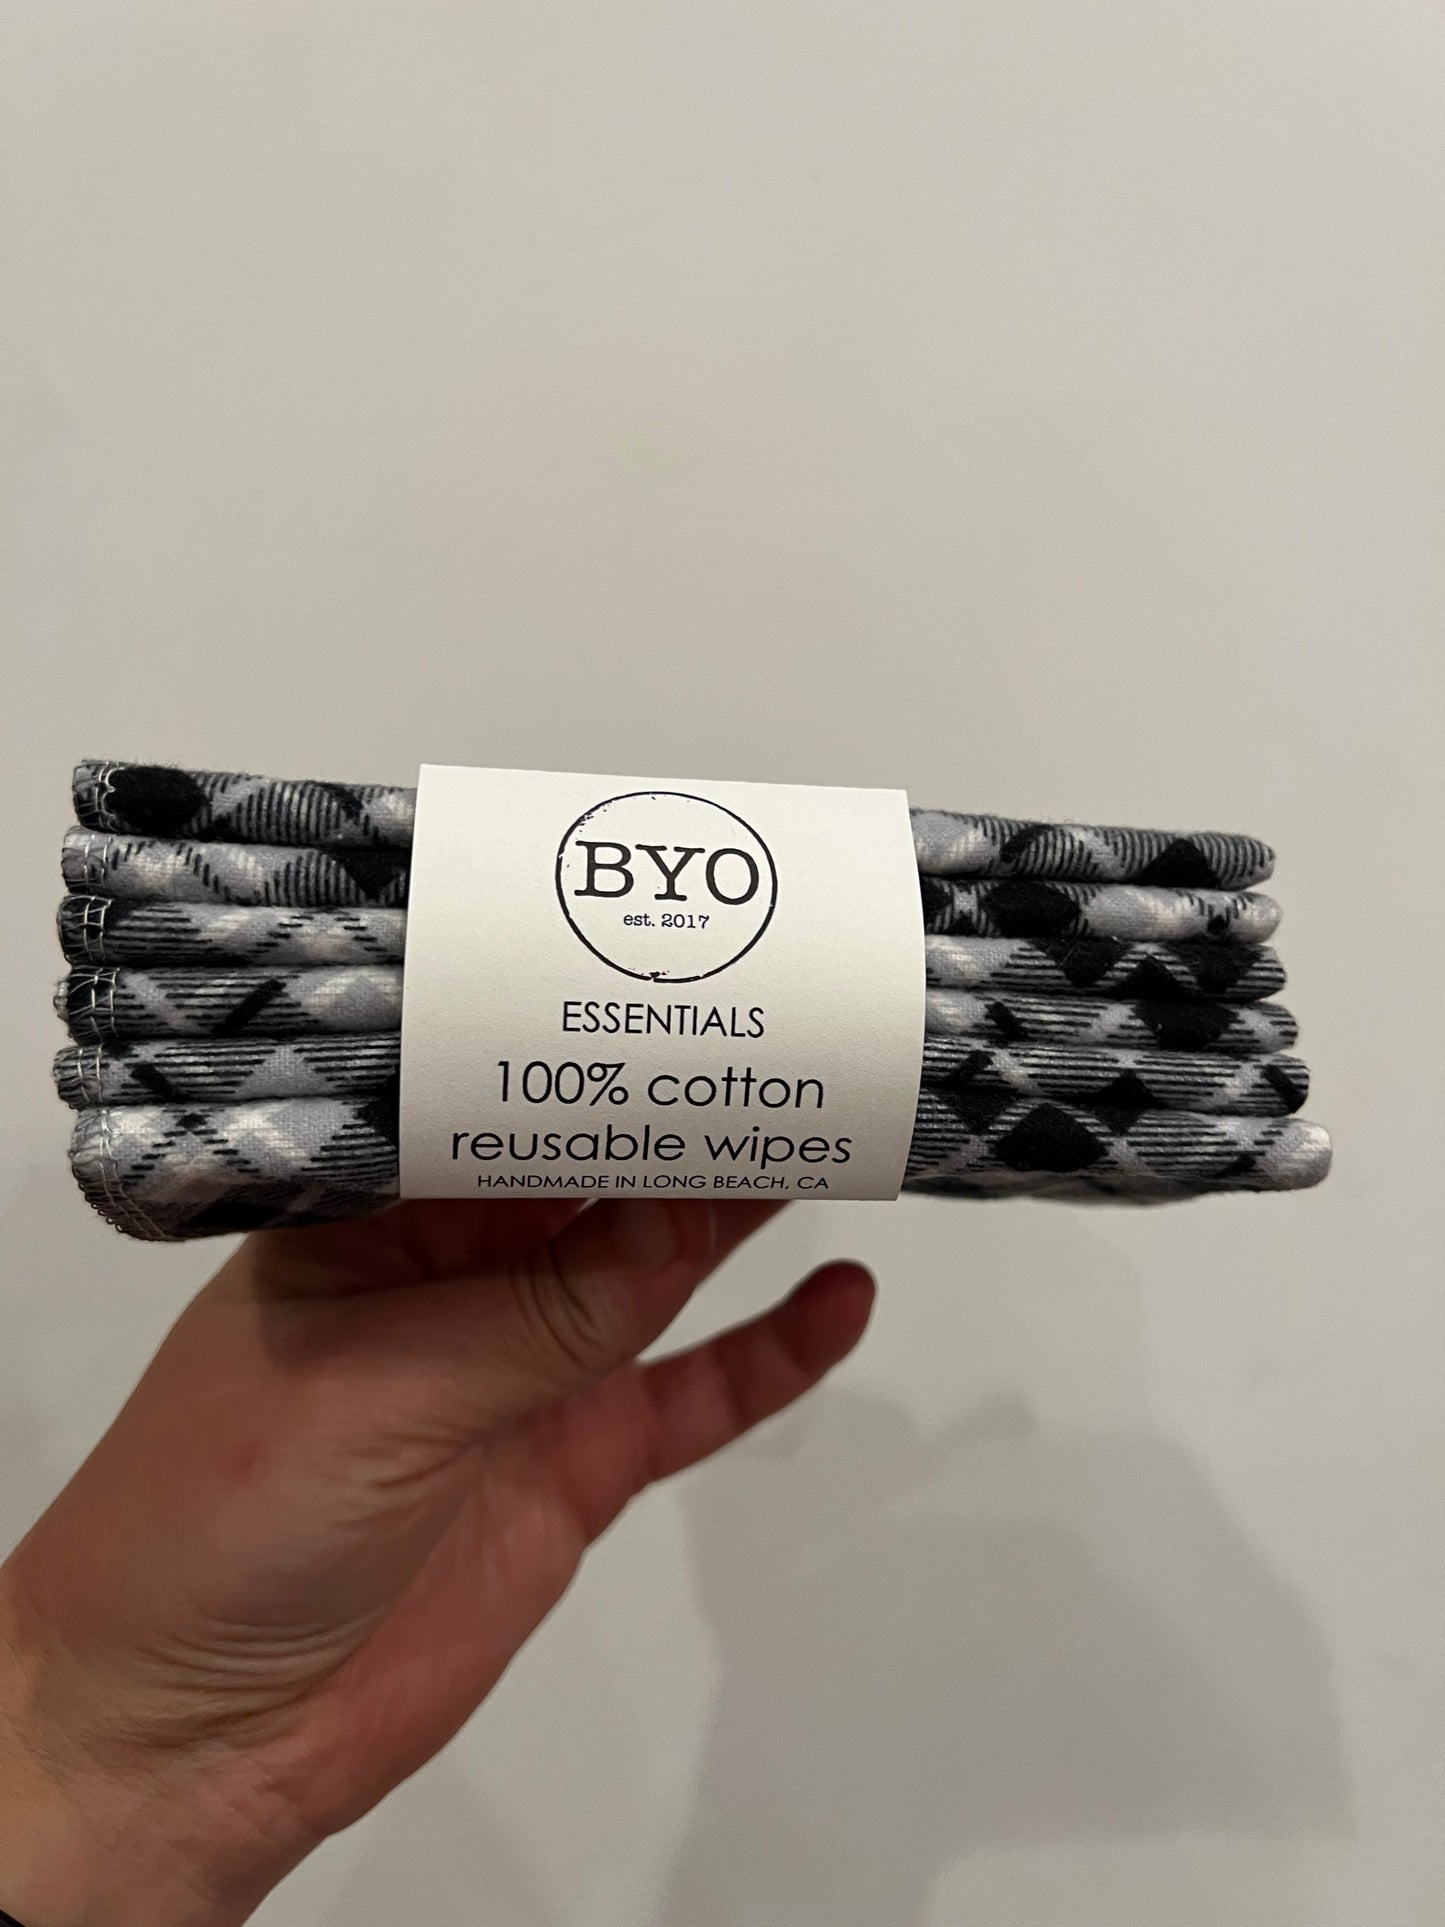 BYO
est. 2017
ESSENTIALS
100% cotton
reusable wipes
HANDMADE IN LONG BEACH, CA